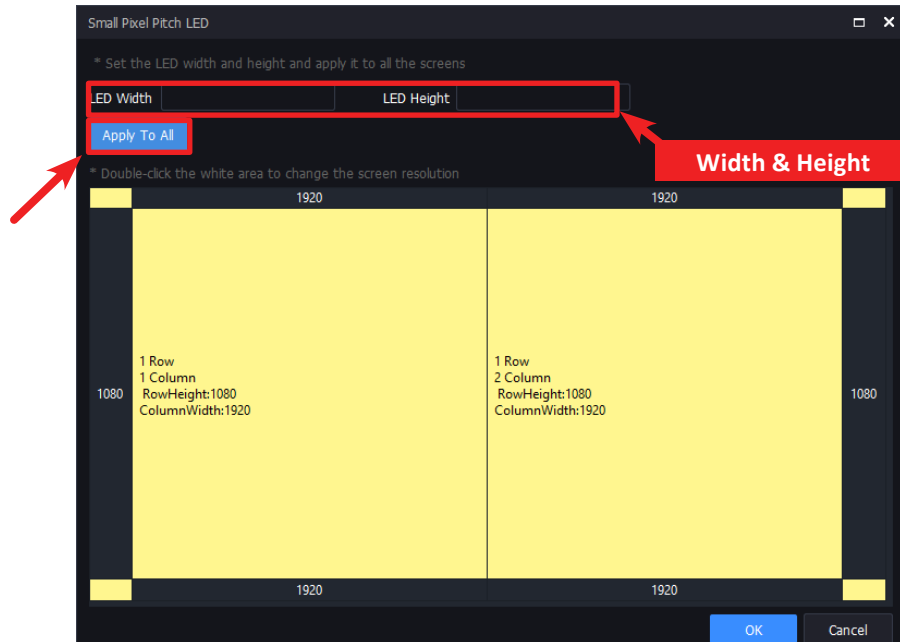 Small Pixel Pitch LED
* Set the LED width and height and apply it to all the screens
LED Width
LED Height
Apply To All
Width & Height
* Double-click the white area to change the screen resolution
1920
1920
1 Row
1 Column
RowHeight:1080
ColumnWidth:1920
1 Row
2 Column
RowHeight:1080
ColumnWidth:1920
1080
1080
1920
1920
OK
Cancel